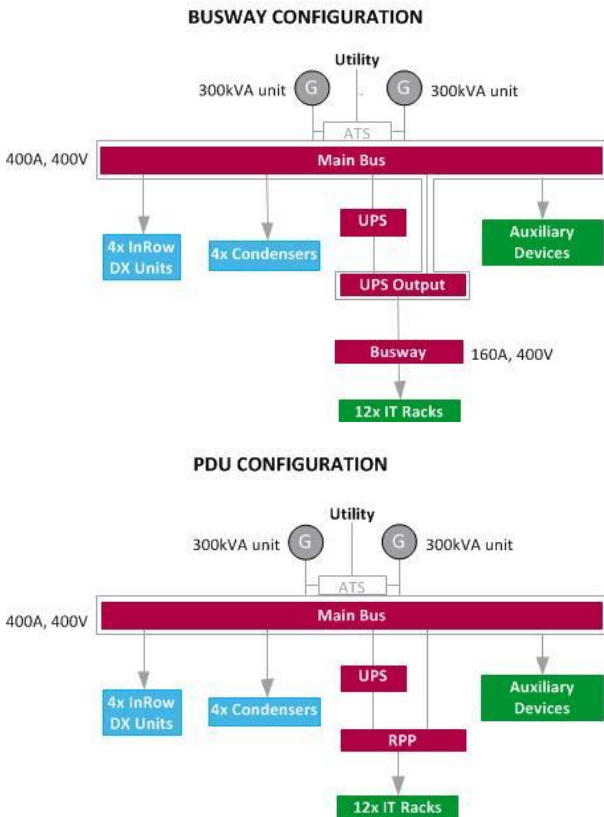 BUSWAY CONFIGURATION
Utility
300kVA unit
G
G
300kVA unit
ATS
400A, 400V
Main Bus
4x InRow
DX Units
4x Condensers
UPS
Auxiliary
Devices
UPS Output
Busway
160A, 400V
12x IT Racks
PDU CONFIGURATION
Utility
300kVA unit
G
G
300kVA unit
ATS
400A, 400V
Main Bus
4x InRow
DX Units
4x Condensers
UPS
Auxiliary
Devices
RPP
12x IT Racks